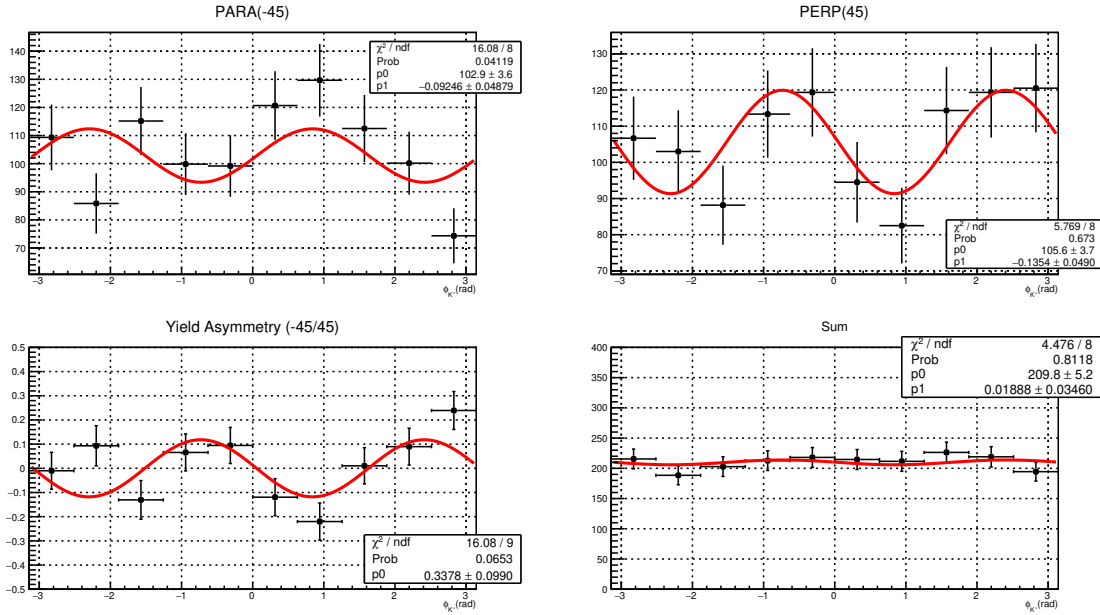 PARA(-45)
χ² / ndf 16.08 / 8
Prob 0.04119
p0 102.9 ± 3.6
p1 −0.09246 ± 0.04879
140
130
120
110
100
90
80
70
−3 −2 −1 0 1 2 3
ϕK⁺(rad)
PERP(45)
130
120
110
100
90
80
70
χ² / ndf 5.769 / 8
Prob 0.673
p0 105.6 ± 3.7
p1 −0.1354 ± 0.0490
−3 −2 −1 0 1 2 3
ϕK⁺(rad)
Yield Asymmetry (-45/45)
0.5
0.4
0.3
0.2
0.1
0
−0.1
−0.2
−0.3
−0.4
−0.5
χ² / ndf 16.08 / 9
Prob 0.0653
p0 0.3378 ± 0.0990
−3 −2 −1 0 1 2 3
ϕK⁺(rad)
Sum
χ² / ndf 4.476 / 8
Prob 0.8118
p0 209.8 ± 5.2
p1 0.01888 ± 0.03460
400
350
300
250
200
150
100
50
0
−3 −2 −1 0 1 2 3
ϕK⁺(rad)